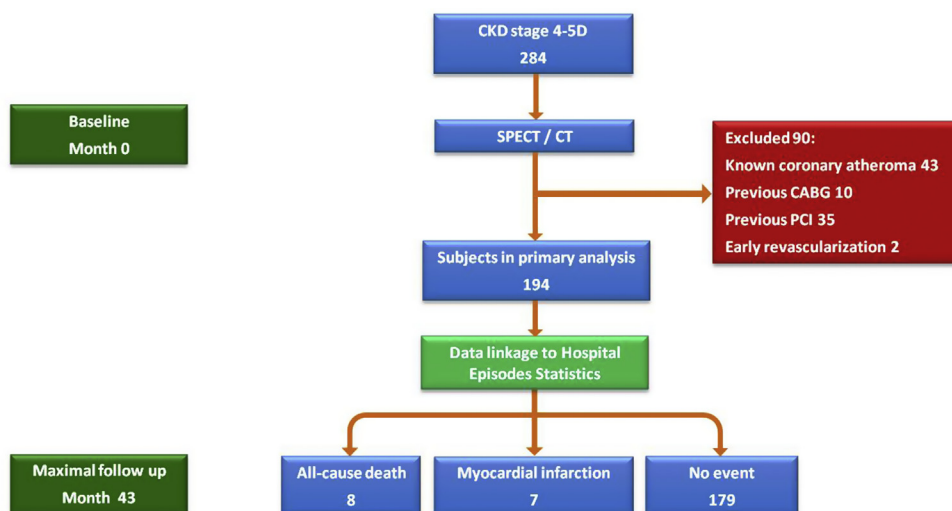 CKD stage 4-5D
284
Baseline
Month 0
SPECT / CT
Excluded 90:
Known coronary atheroma 43
Previous CABG 10
Previous PCI 35
Early revascularization 2
Subjects in primary analysis
194
Data linkage to Hospital
Episodes Statistics
Maximal follow up
Month 43
All-cause death
8
Myocardial infarction
7
No event
179